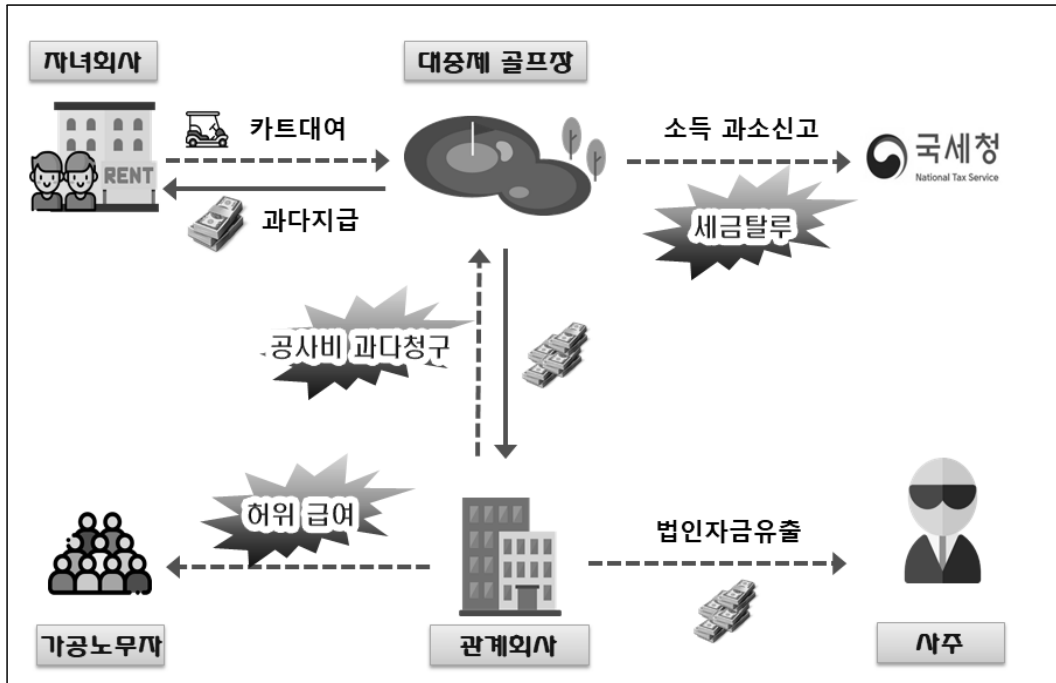 자녀회사
대중제 골프장
카트대여
소득 과소신고
국세청
National Tax Service
RENT
과다지급
세금탈루
공사비 과다청구
허위 급여
법인자금유출
가공노무자
관계회사
사주